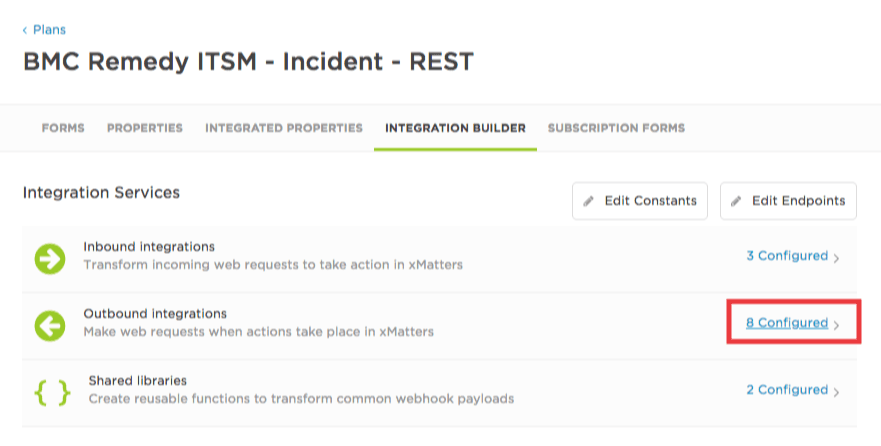 ‹ Plans
BMC Remedy ITSM - Incident - REST
FORMS PROPERTIES INTEGRATED PROPERTIES INTEGRATION BUILDER SUBSCRIPTION FORMS
Integration Services
Edit Constants
Edit Endpoints
Inbound integrations
Transform incoming web requests to take action in xMatters
3 Configured ›
Outbound integrations
Make web requests when actions take place in xMatters
8 Configured ›
{ }
Shared libraries
Create reusable functions to transform common webhook payloads
2 Configured ›